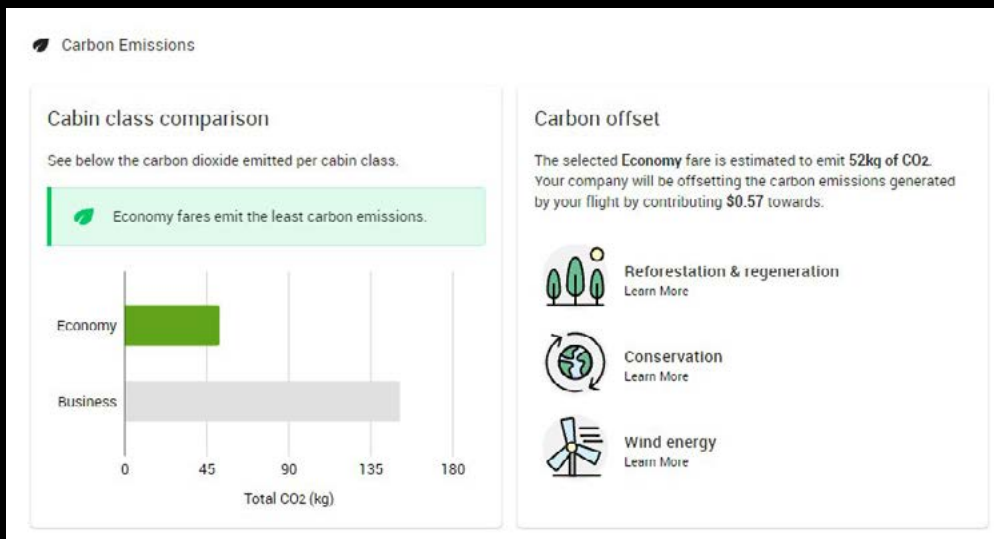 Carbon Emissions
Cabin class comparison
See below the carbon dioxide emitted per cabin class.
Economy fares emit the least carbon emissions.
Economy
Business
0 45 90 135 180
Total CO2 (kg)
Carbon offset
The selected Economy fare is estimated to emit 52kg of CO2.
Your company will be offsetting the carbon emissions generated
by your flight by contributing $0.57 towards:
Reforestation & regeneration
Learn More
Conservation
Learn More
Wind energy
Learn More